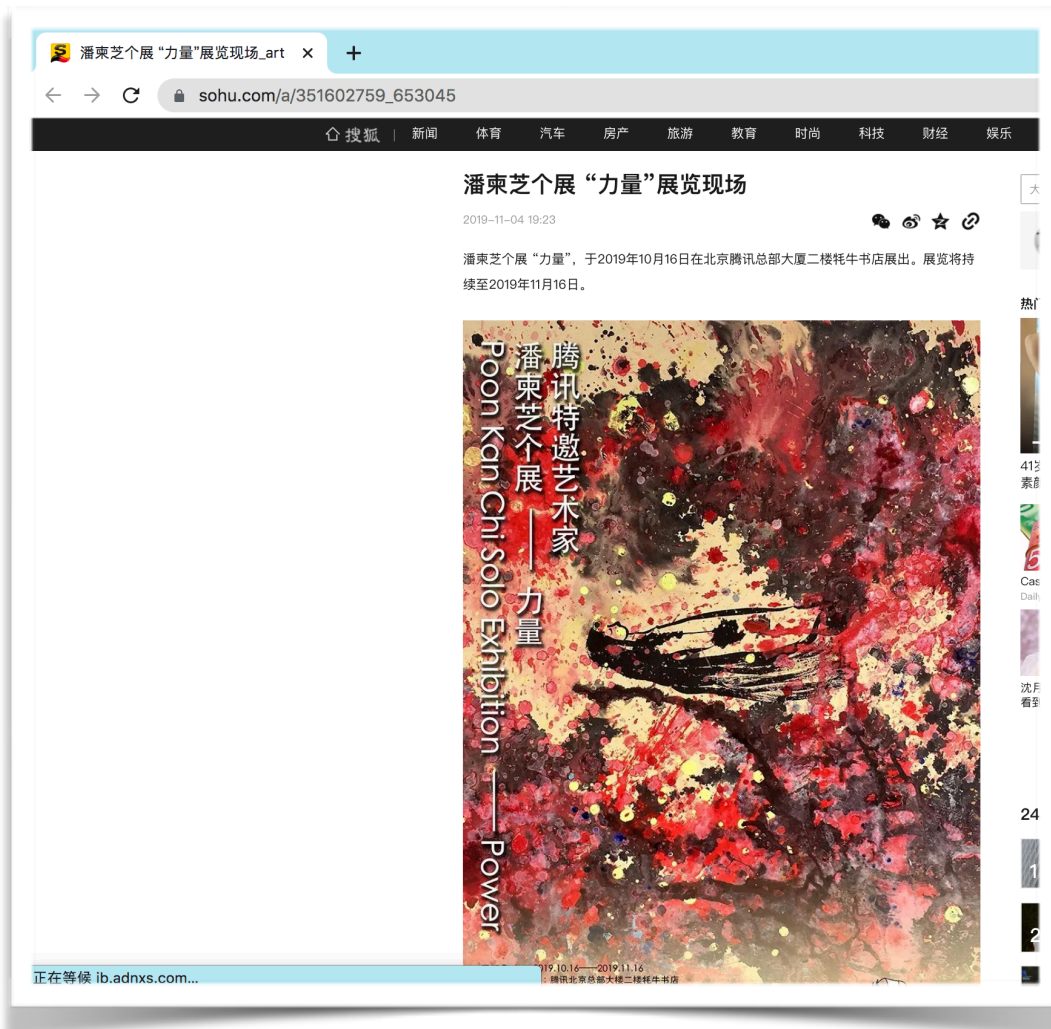 潘柬芝个展 “力量”展览现场_art
sohu.com/a/351602759_653045
搜狐 | 新闻 体育 汽车 房产 旅游 教育 时尚 科技 财经 娱乐
潘柬芝个展 “力量”展览现场
大
2019-11-04 19:23
潘柬芝个展 “力量”，于2019年10月16日在北京腾讯总部大厦二楼牦牛书店展出。展览将持
续至2019年11月16日。
腾讯特邀艺术家
潘柬芝个展 —— 力量
Poon Kan Chi Solo Exhibition —— Power
41岁
素颜
5
Cas
Daily
沈月
看到
24
1
2
正在等候 ib.adnxs.com...
19.10.16——2019.11.16
：腾讯北京总部大楼二楼牦牛书店